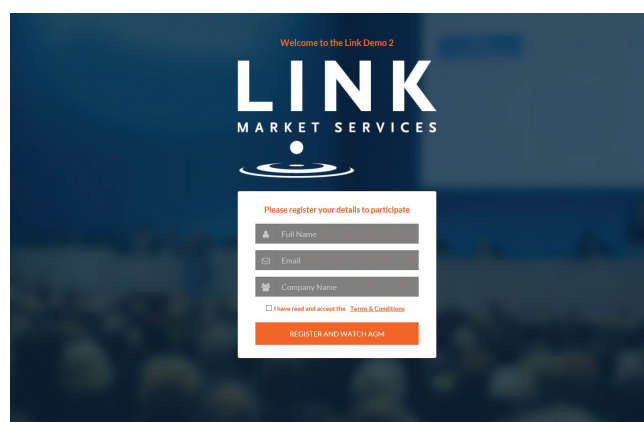 Welcome to the Link Demo 2
LINK
MARKET SERVICES
Please register your details to participate
Full Name
Email
Company Name
I have read and accept the Terms & Conditions
REGISTER AND WATCH AGM